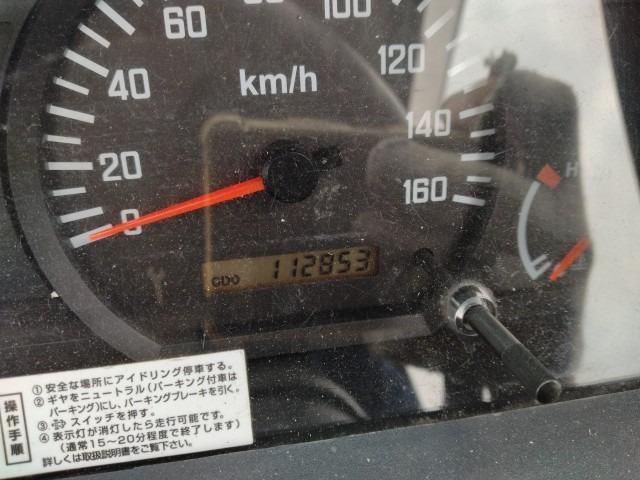 60
80
100
40
120
km/h
140
20
160
0
H
ODO 112853
操作手順
① 安全な場所にアイドリング停車する。
② ギヤをニュートラル(パーキング付車は
パーキング)にし、パーキングブレーキを引く。
③ スイッチを押す。
④ 表示灯が消灯したら走行可能です。
(通常15~20分程度で終了します)
詳しくは取扱説明書をご覧下さい。